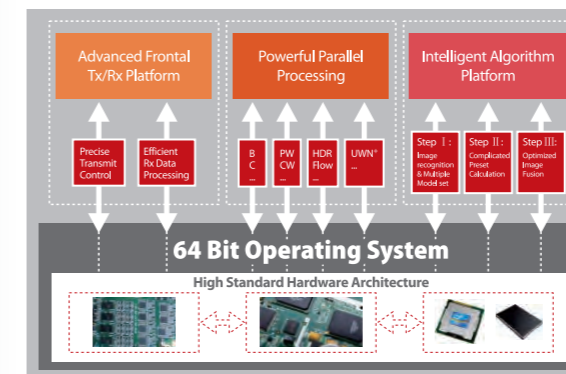 Advanced Frontal
Tx/Rx Platform
Powerful Parallel
Processing
Intelligent Algorithm
Platform
Precise
Transmit
Control
Efficient
Rx Data
Processing
B
C
...
PW
CW
...
HDR
Flow
...
UWN⁺
...
Step Ⅰ:
Image
recognition
& Multiple
Model set
Step Ⅱ:
Complicated
Preset
Calculation
Step Ⅲ:
Optimized
Image
Fusion
64 Bit Operating System
High Standard Hardware Architecture